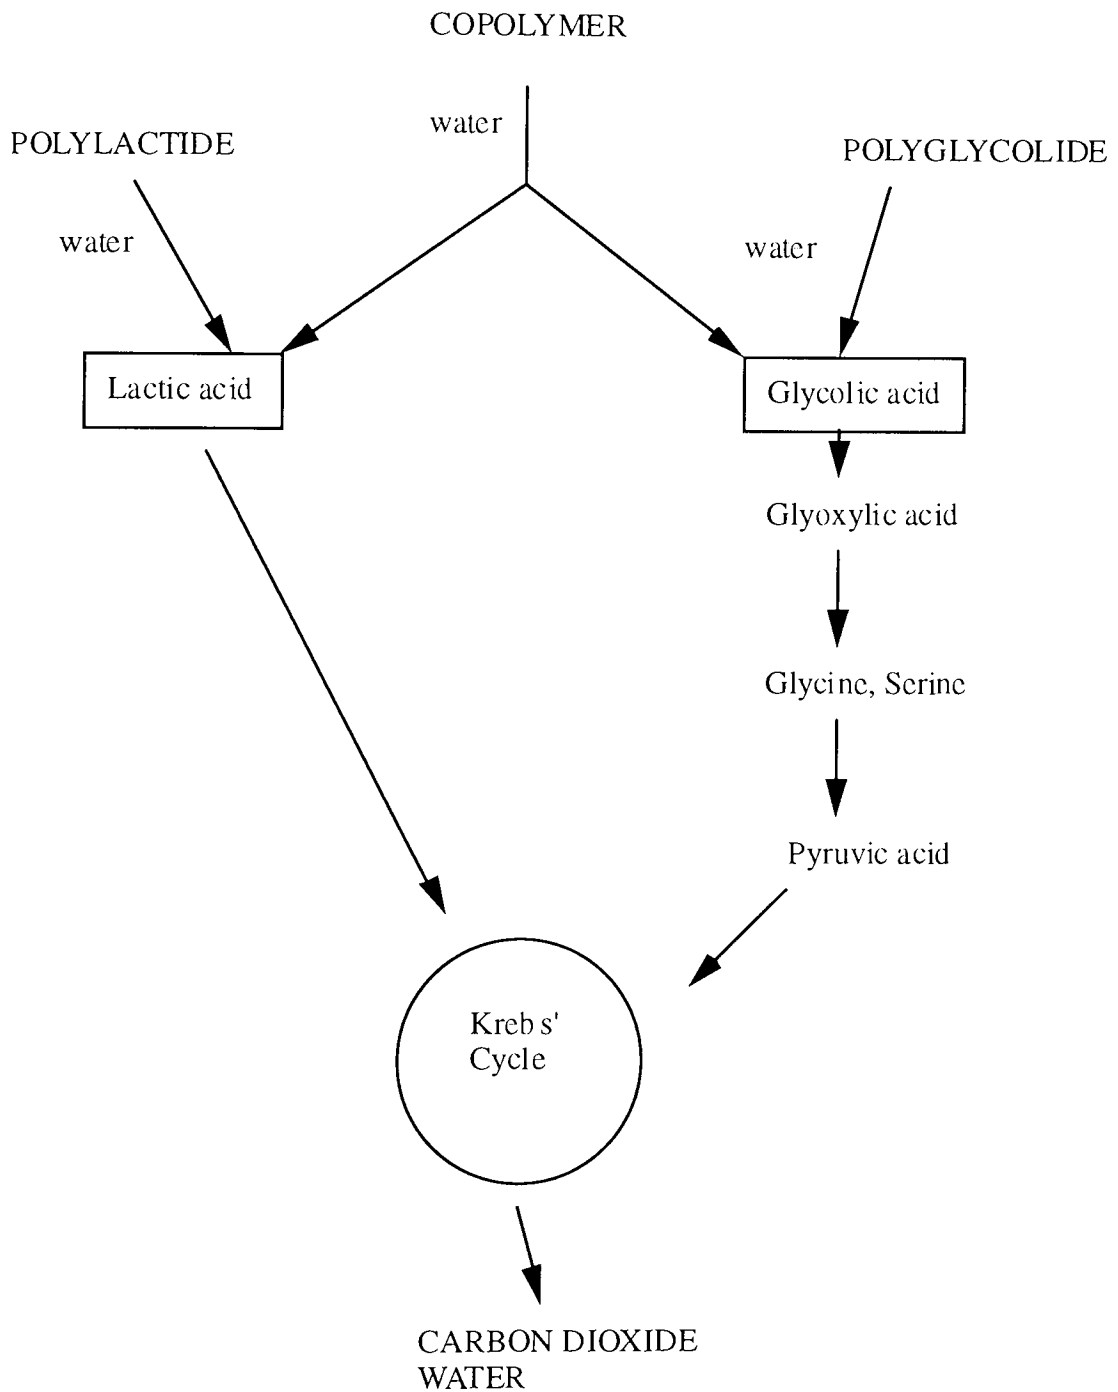 COPOLYMER
water
POLYLACTIDE
POLYGLYCOLIDE
water
water
Lactic acid
Glycolic acid
Glyoxylic acid
Glycine, Serine
Pyruvic acid
Krebs'
Cycle
CARBON DIOXIDE
WATER